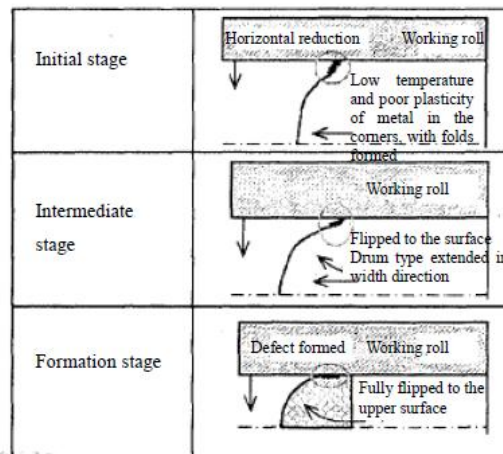 Initial stage
Horizontal reduction
Working roll
Low temperature
and poor plasticity
of metal in the
corners, with folds
formed
Intermediate
stage
Working roll
Flipped to the surface
Drum type extended in
width direction
Formation stage
Defect formed
Working roll
Fully flipped to the
upper surface